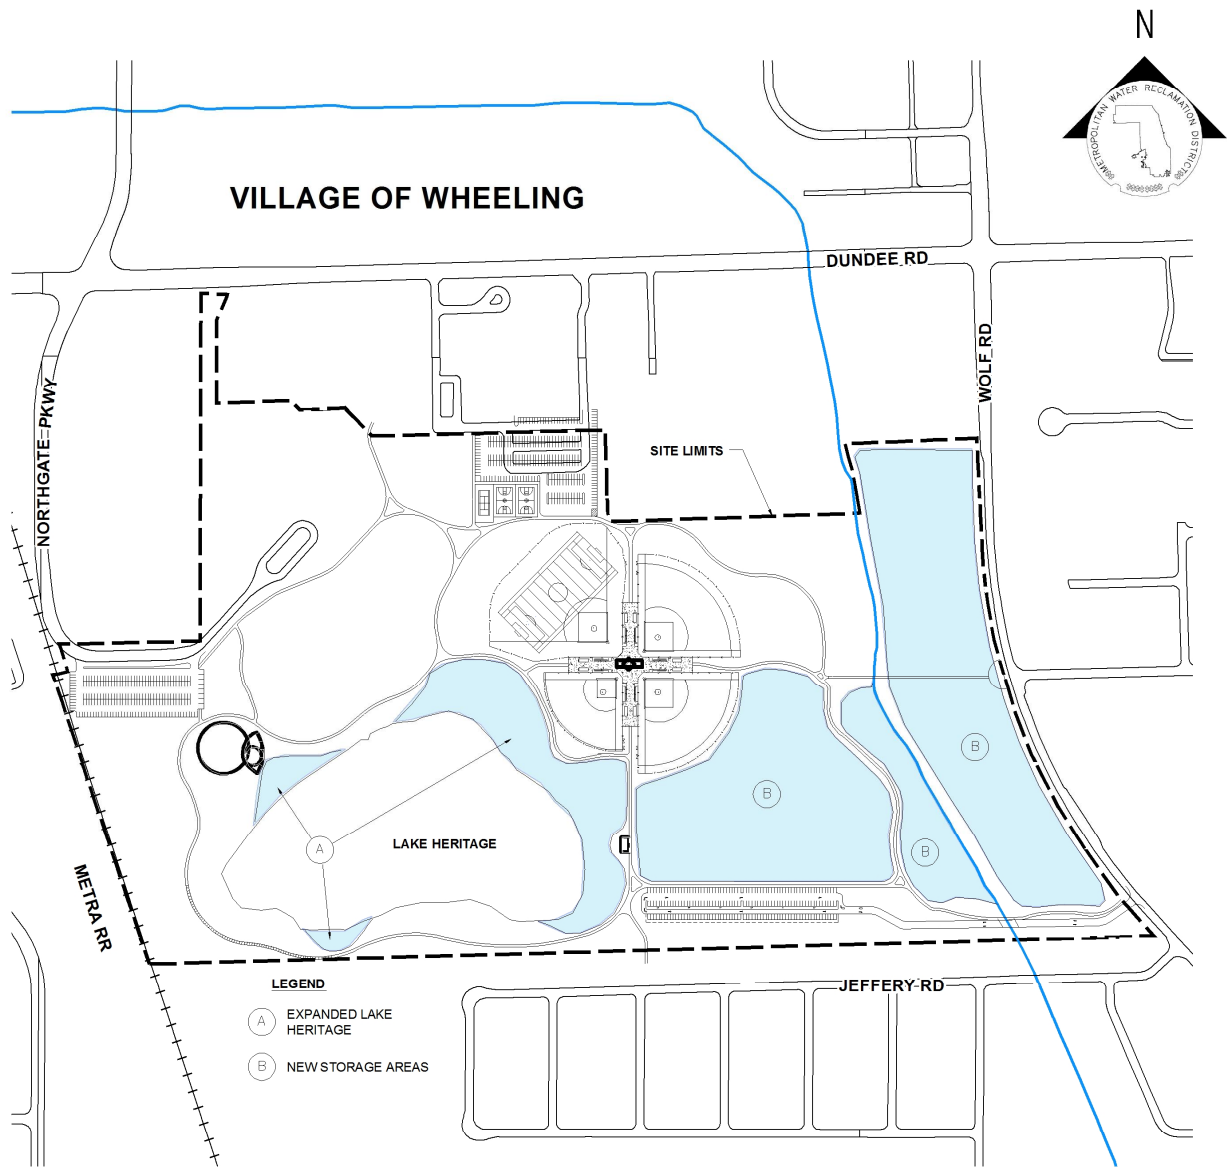 N
METROPOLITAN WATER RECLAMATION DISTRICT
VILLAGE OF WHEELING
DUNDEE RD
WOLF RD
NORTHGATE PKWY
SITE LIMITS
B
B
B
A
LAKE HERITAGE
METRA RR
JEFFERY RD
LEGEND
A EXPANDED LAKE
HERITAGE
B NEW STORAGE AREAS